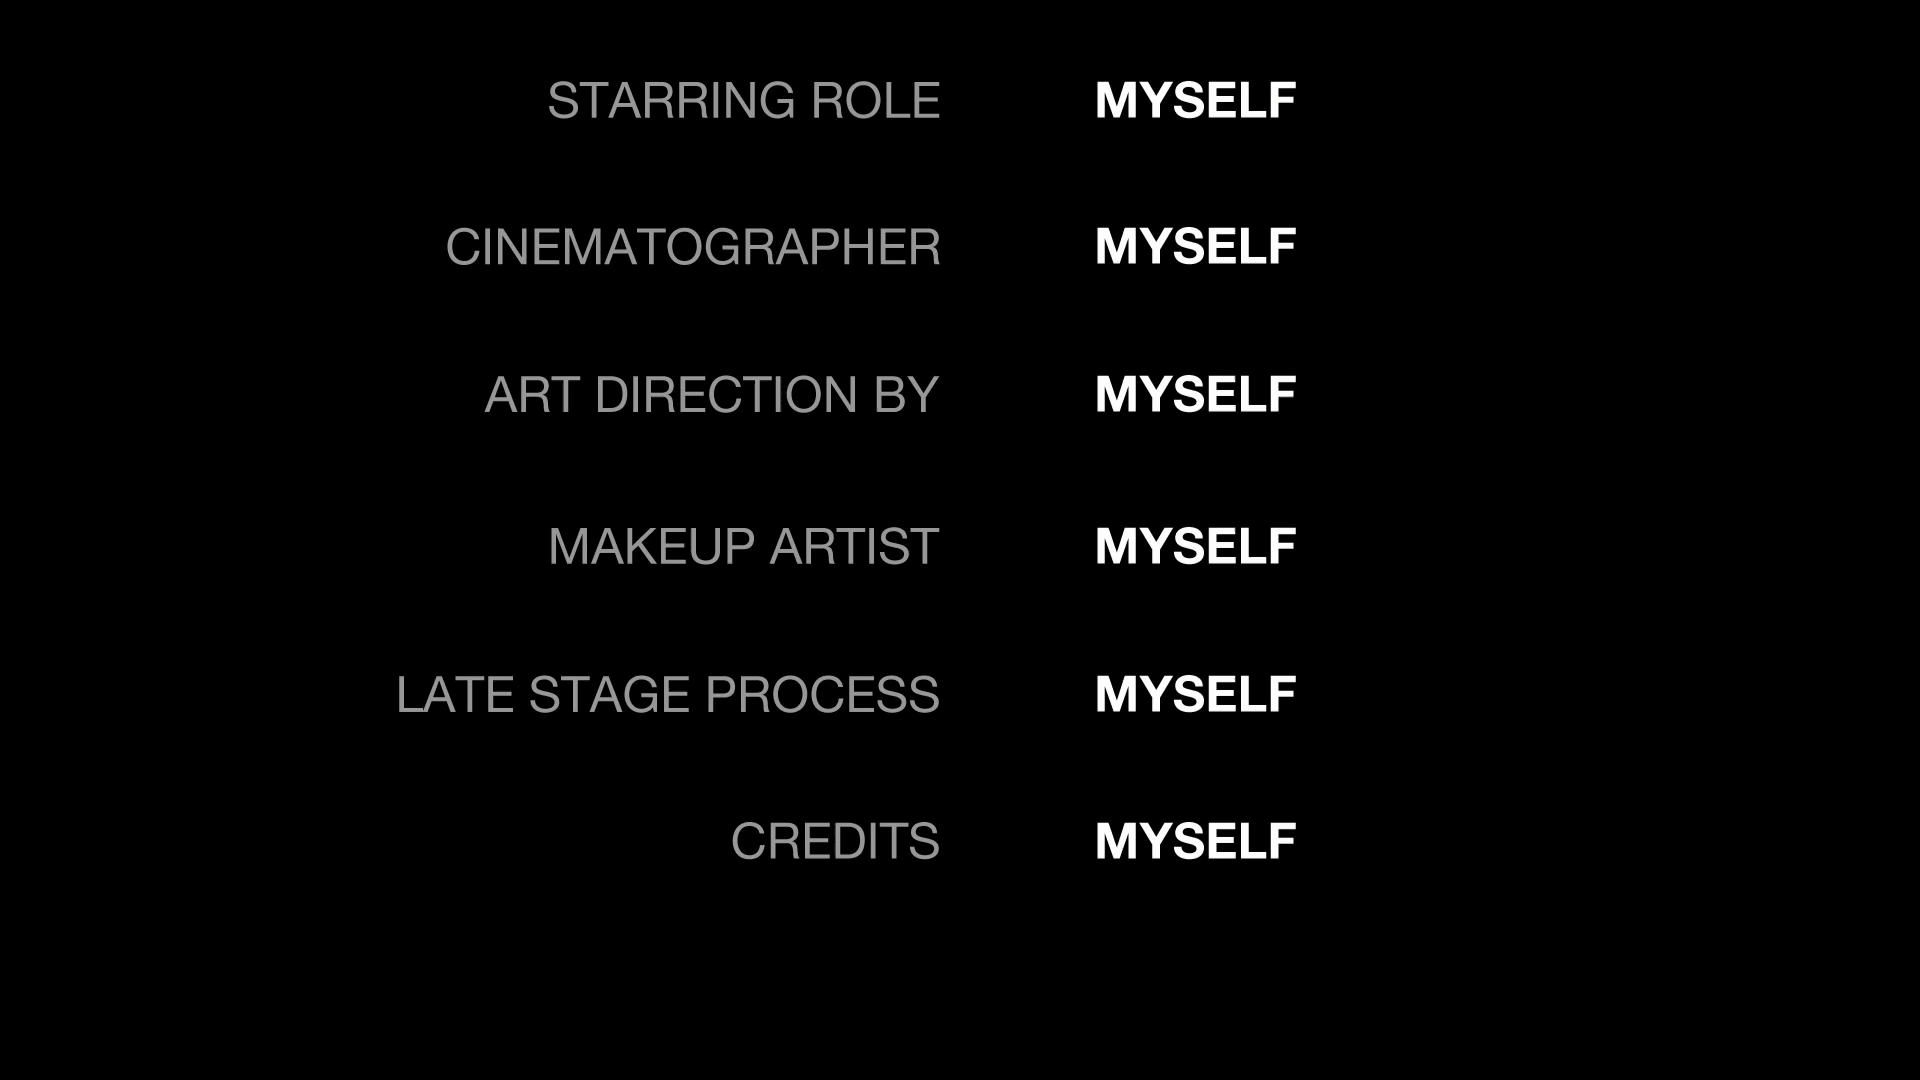 STARRING ROLE MYSELF
CINEMATOGRAPHER MYSELF
ART DIRECTION BY MYSELF
MAKEUP ARTIST MYSELF
LATE STAGE PROCESS MYSELF
CREDITS MYSELF